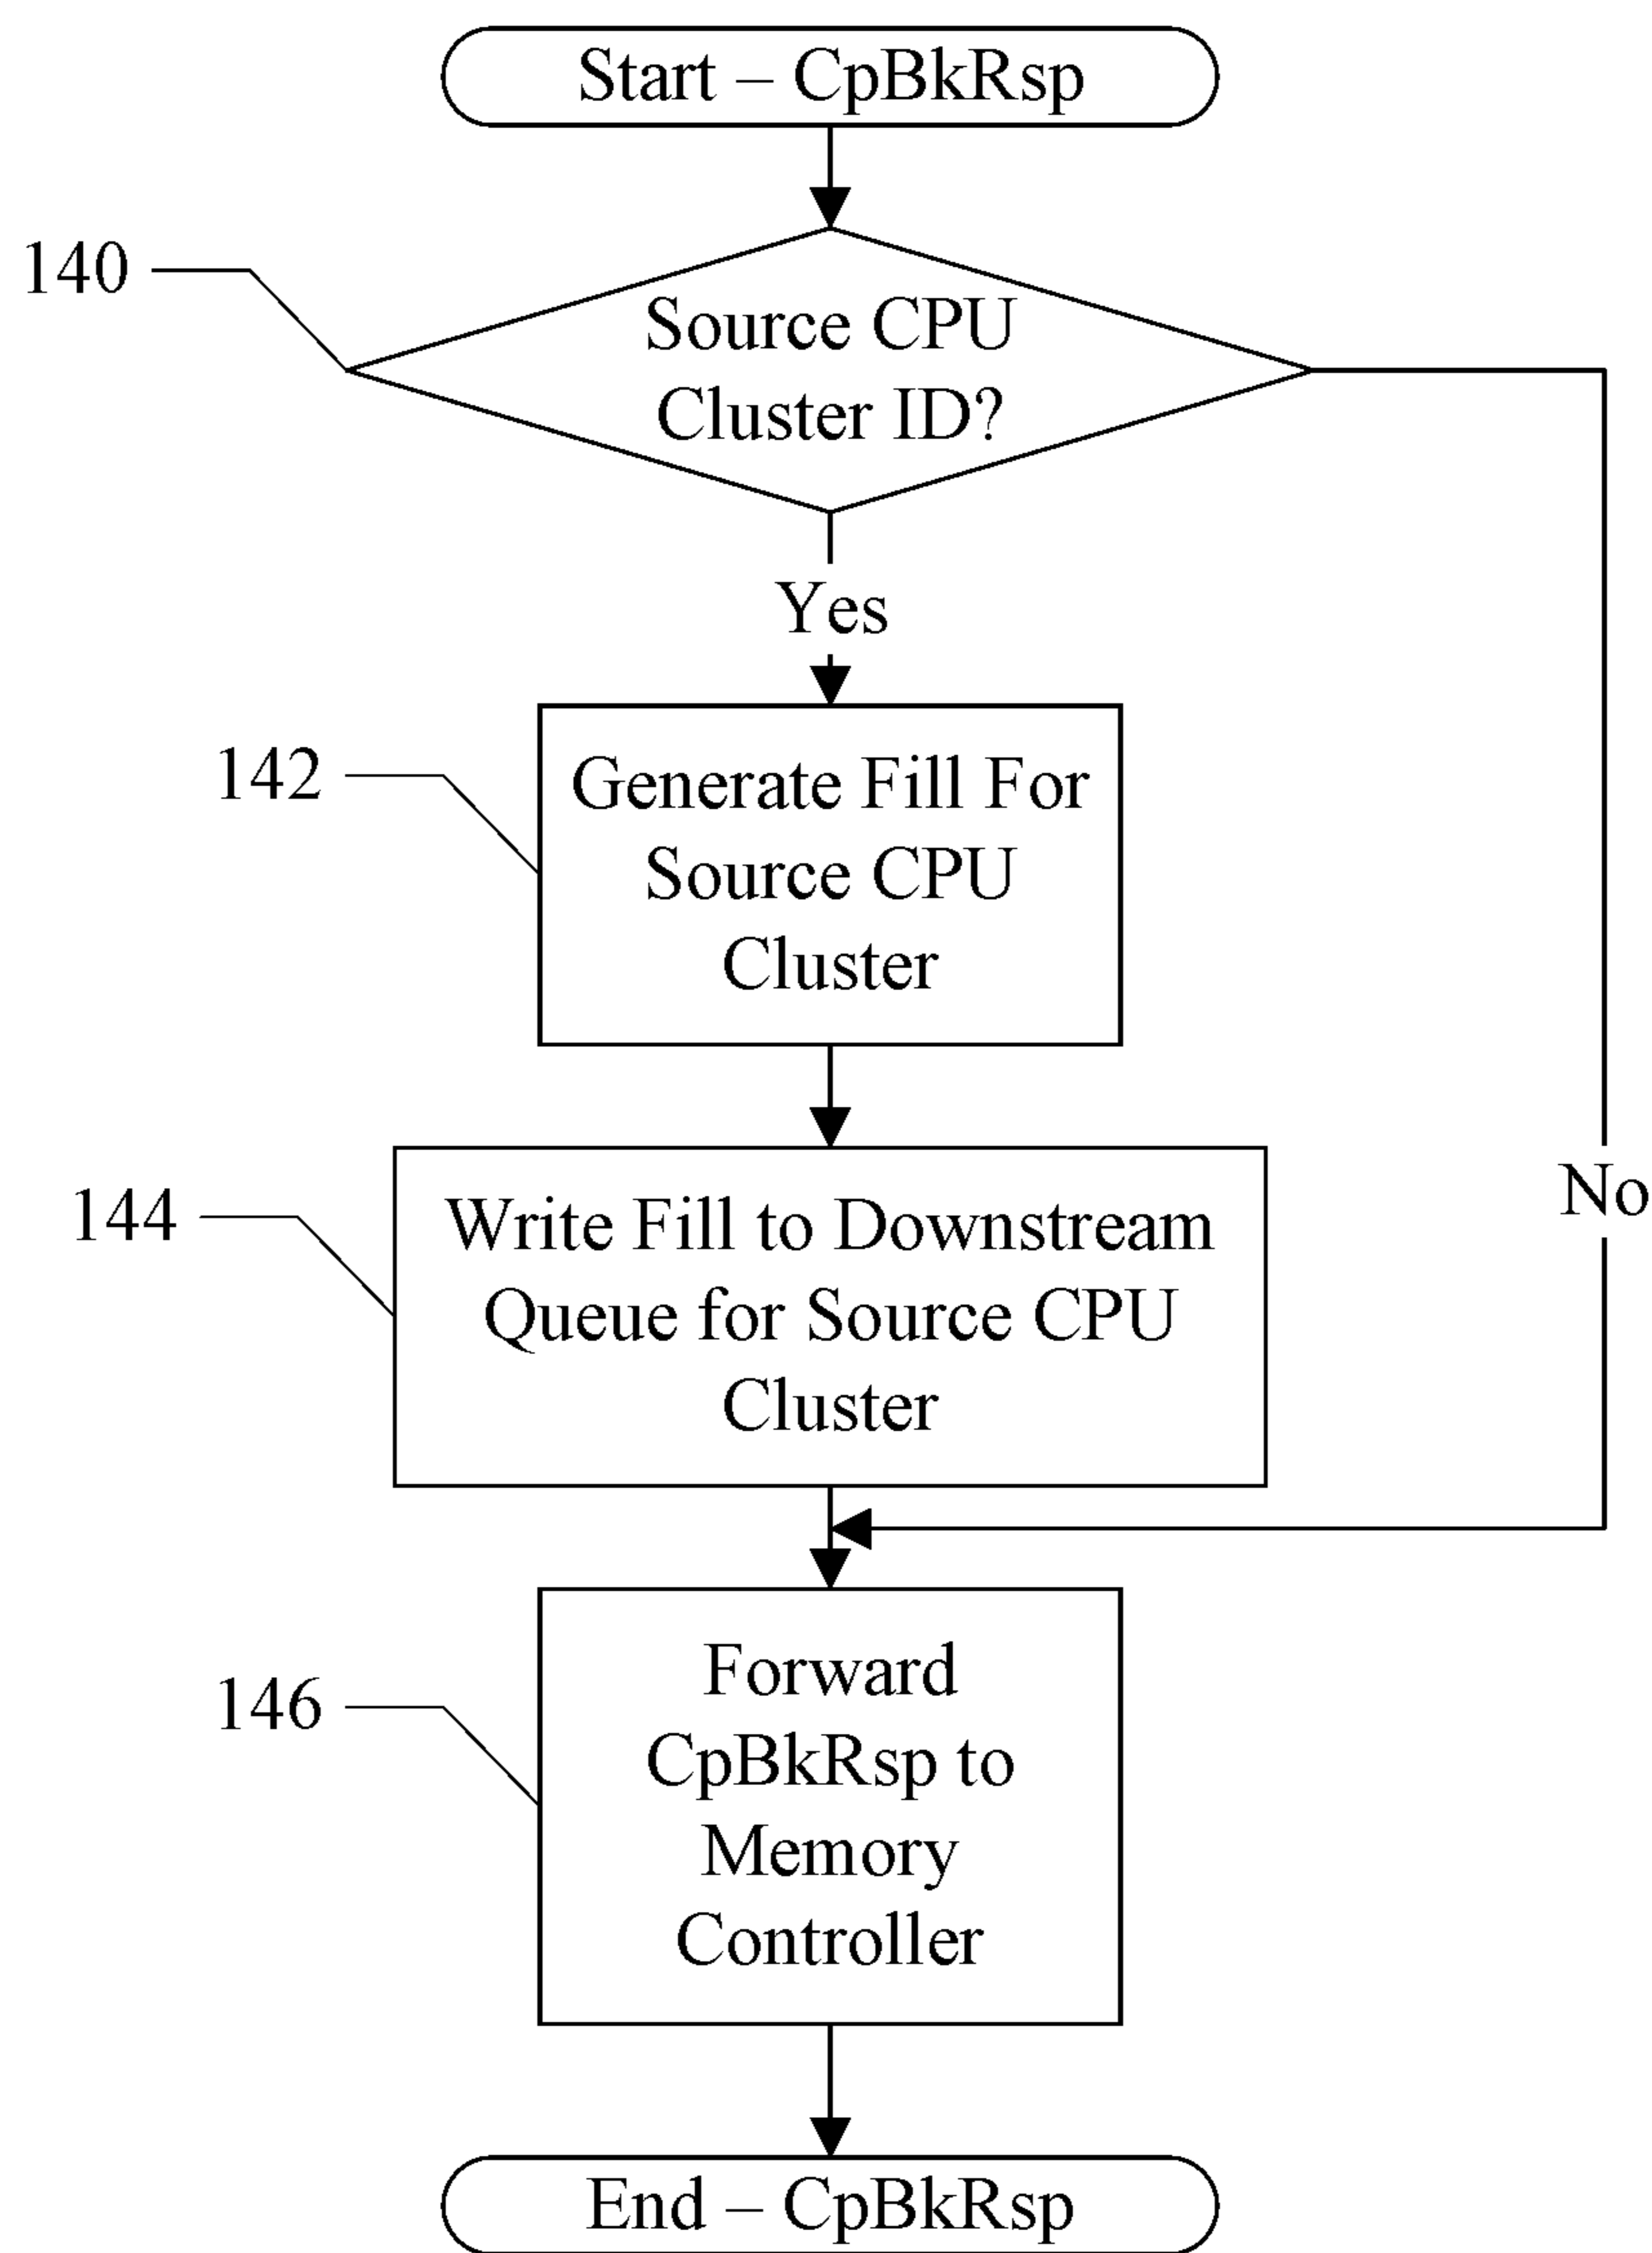 Start – CpBkRsp
140
Source CPU
Cluster ID?
Yes
142
Generate Fill For
Source CPU
Cluster
144
Write Fill to Downstream
Queue for Source CPU
Cluster
No
146
Forward
CpBkRsp to
Memory
Controller
End – CpBkRsp